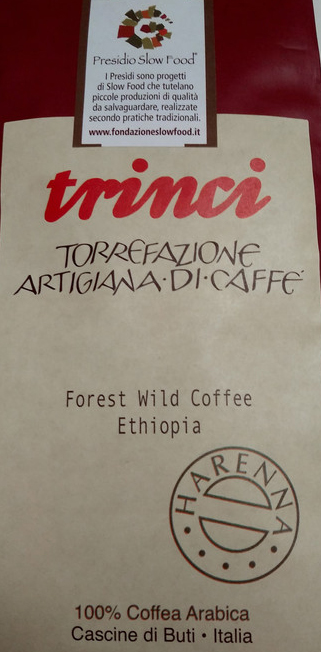 Presidio Slow Food®
I Presidi sono progetti
di Slow Food che tutelano
piccole produzioni di qualità
da salvaguardare, realizzate
secondo pratiche tradizionali.
www.fondazioneslowfood.it
trinci
TORREFAZIONE
ARTIGIANA·DI·CAFFE'
Forest Wild Coffee
Ethiopia
HARENNA
100% Coffea Arabica
Cascine di Buti • Italia